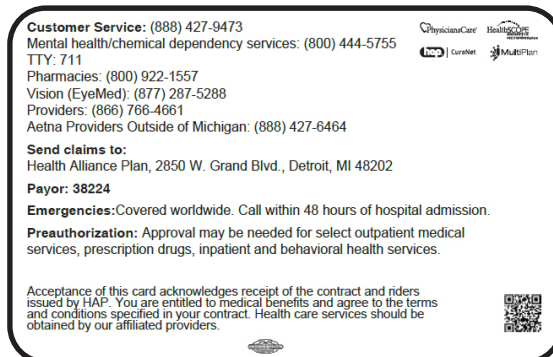 Customer Service: (888) 427-9473
PhysiciansCare HealthSCOPE
Mental health/chemical dependency services: (800) 444-5755
hap | CuraNet MultiPlan
TTY: 711
Pharmacies: (800) 922-1557
Vision (EyeMed): (877) 287-5288
Providers: (866) 766-4661
Aetna Providers Outside of Michigan: (888) 427-6464
Send claims to:
Health Alliance Plan, 2850 W. Grand Blvd., Detroit, MI 48202
Payor: 38224
Emergencies:Covered worldwide. Call within 48 hours of hospital admission.
Preauthorization: Approval may be needed for select outpatient medical
services, prescription drugs, inpatient and behavioral health services.
Acceptance of this card acknowledges receipt of the contract and riders
issued by HAP. You are entitled to medical benefits and agree to the terms
and conditions specified in your contract. Health care services should be
obtained by our affiliated providers.